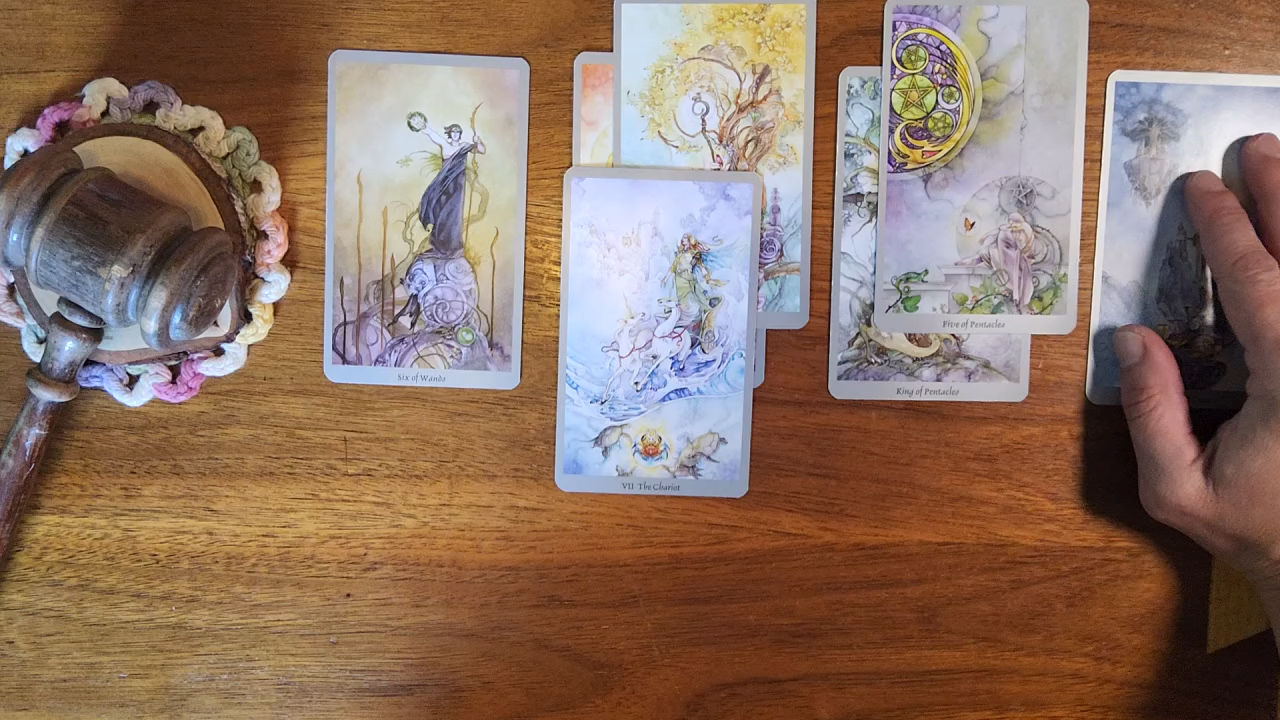 Six of Wands
VII The Chariot
Five of Pentacles
King of Pentacles